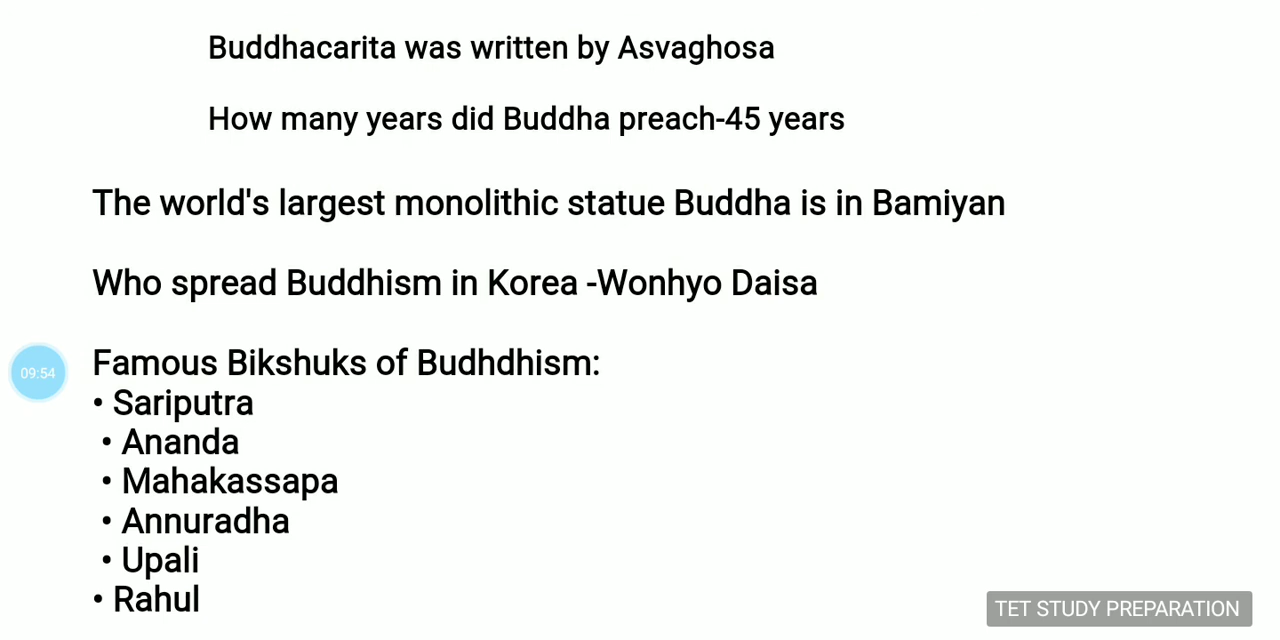 Buddhacarita was written by Asvaghosa
How many years did Buddha preach-45 years
The world's largest monolithic statue Buddha is in Bamiyan
Who spread Buddhism in Korea -Wonhyo Daisa
Famous Bikshuks of Budhdhism:
• Sariputra
• Ananda
• Mahakassapa
• Annuradha
• Upali
• Rahul
09:54
TET STUDY PREPARATION